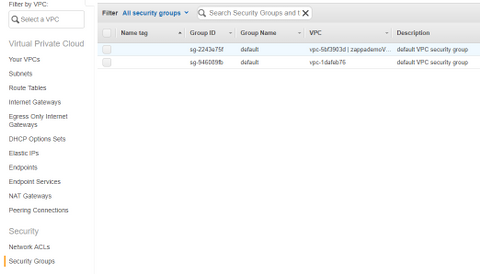 Filter by VPC:
Select a VPC
Virtual Private Cloud
Your VPCs
Subnets
Route Tables
Internet Gateways
Egress Only Internet
Gateways
DHCP Options Sets
Elastic IPs
Endpoints
Endpoint Services
NAT Gateways
Peering Connections
Security
Network ACLs
Security Groups
Filter All security groups Search Security Groups and t X
Name tag Group ID Group Name VPC Description
sg-2243e75f default vpc-5bf3903d | zappademoV... default VPC security group
sg-946089fb default vpc-1dafeb76 default VPC security group